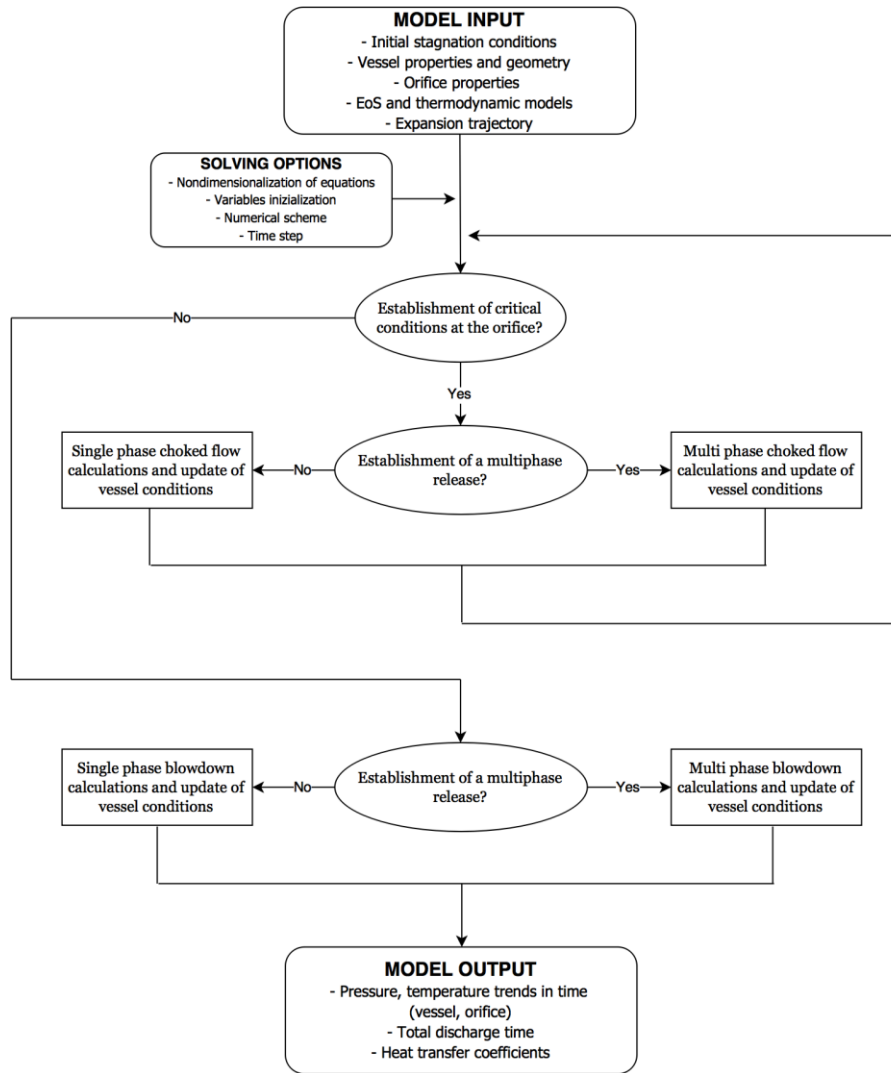 MODEL INPUT
- Initial stagnation conditions
- Vessel properties and geometry
- Orifice properties
- EoS and thermodynamic models
- Expansion trajectory
SOLVING OPTIONS
- Nondimensionalization of equations
- Variables inizialization
- Numerical scheme
- Time step
Establishment of critical
conditions at the orifice?
No
Yes
Single phase choked flow
calculations and update of
vessel conditions
No
Establishment of a multiphase
release?
Yes
Multi phase choked flow
calculations and update of
vessel conditions
Single phase blowdown
calculations and update of
vessel conditions
No
Establishment of a multiphase
release?
Yes
Multi phase blowdown
calculations and update of
vessel conditions
MODEL OUTPUT
- Pressure, temperature trends in time
(vessel, orifice)
- Total discharge time
- Heat transfer coefficients